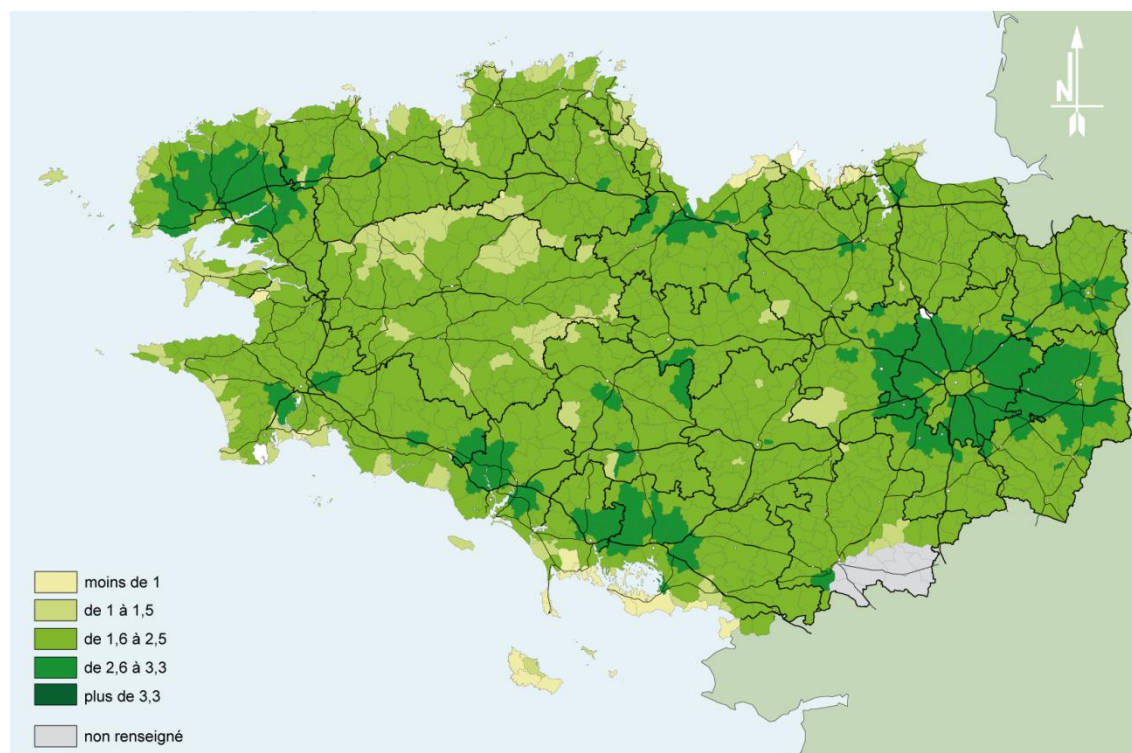 N
moins de 1
de 1 à 1,5
de 1,6 à 2,5
de 2,6 à 3,3
plus de 3,3
non renseigné